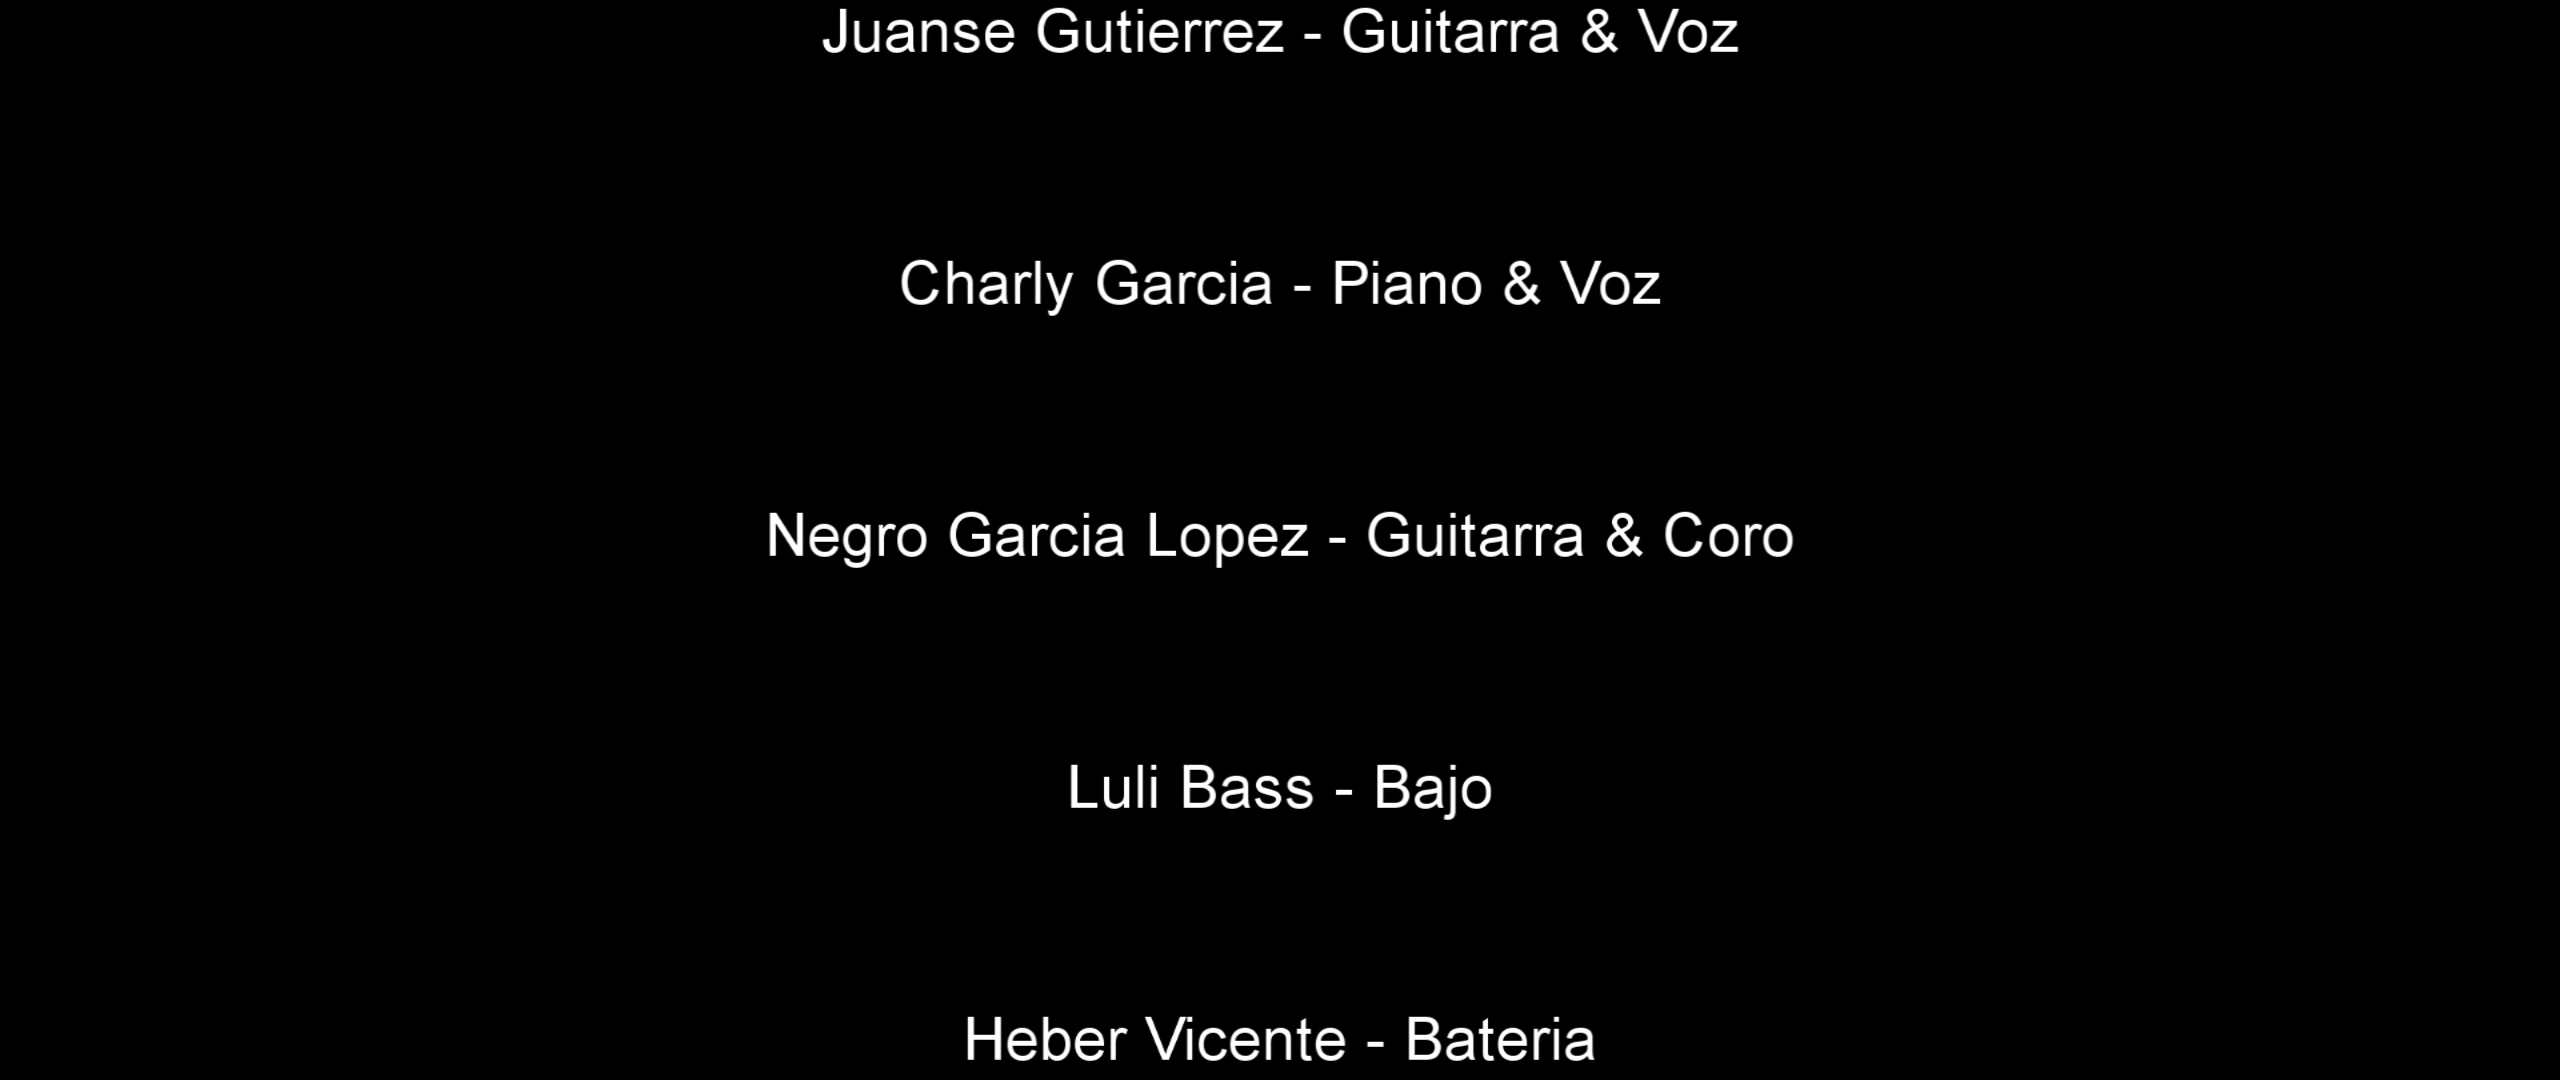 Juanse Gutierrez - Guitarra & Voz
Charly Garcia - Piano & Voz
Negro Garcia Lopez - Guitarra & Coro
Luli Bass - Bajo
Heber Vicente - Bateria